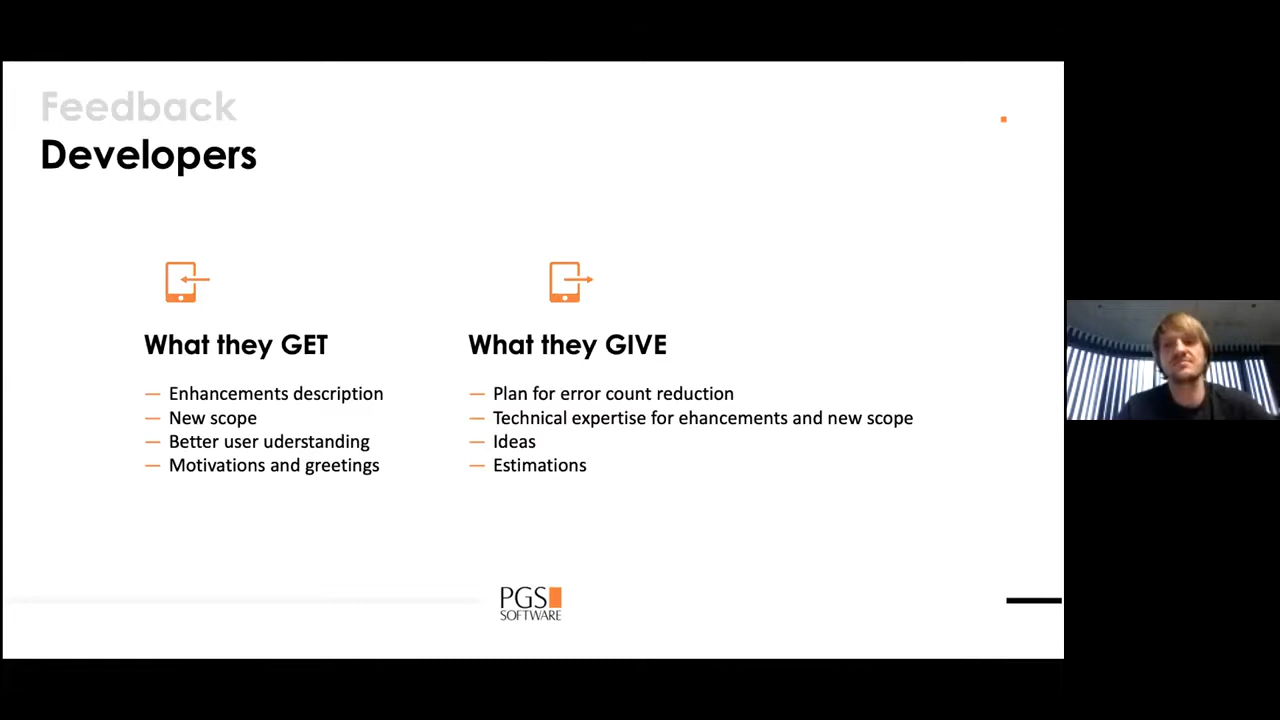 Feedback
Developers
What they GET
— Enhancements description
— New scope
— Better user uderstanding
— Motivations and greetings
What they GIVE
— Plan for error count reduction
— Technical expertise for ehancements and new scope
— Ideas
— Estimations
PGS
SOFTWARE